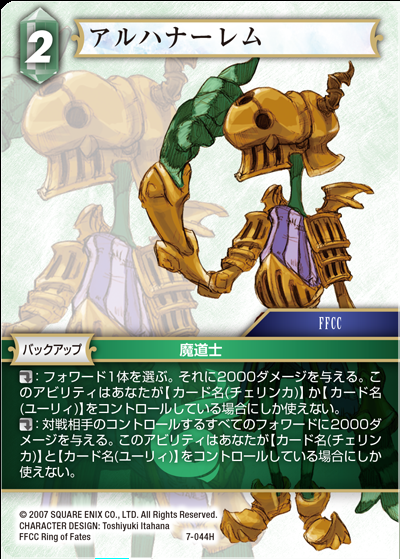 2
アルハナーレム
FFCC
バックアップ
魔道士
：フォワード1体を選ぶ。それに2000ダメージを与える。こ
のアビリティはあなたが【カード名(チェリンカ)】か【カード名
(ユーリィ)】をコントロールしている場合にしか使えない。
：対戦相手のコントロールするすべてのフォワードに2000ダ
メージを与える。このアビリティはあなたが【カード名(チェリン
カ)】と【カード名(ユーリィ)】をコントロールしている場合にしか
使えない。
© 2007 SQUARE ENIX CO., LTD. All Rights Reserved.
CHARACTER DESIGN: Toshiyuki Itahana
FFCC Ring of Fates
7-044H